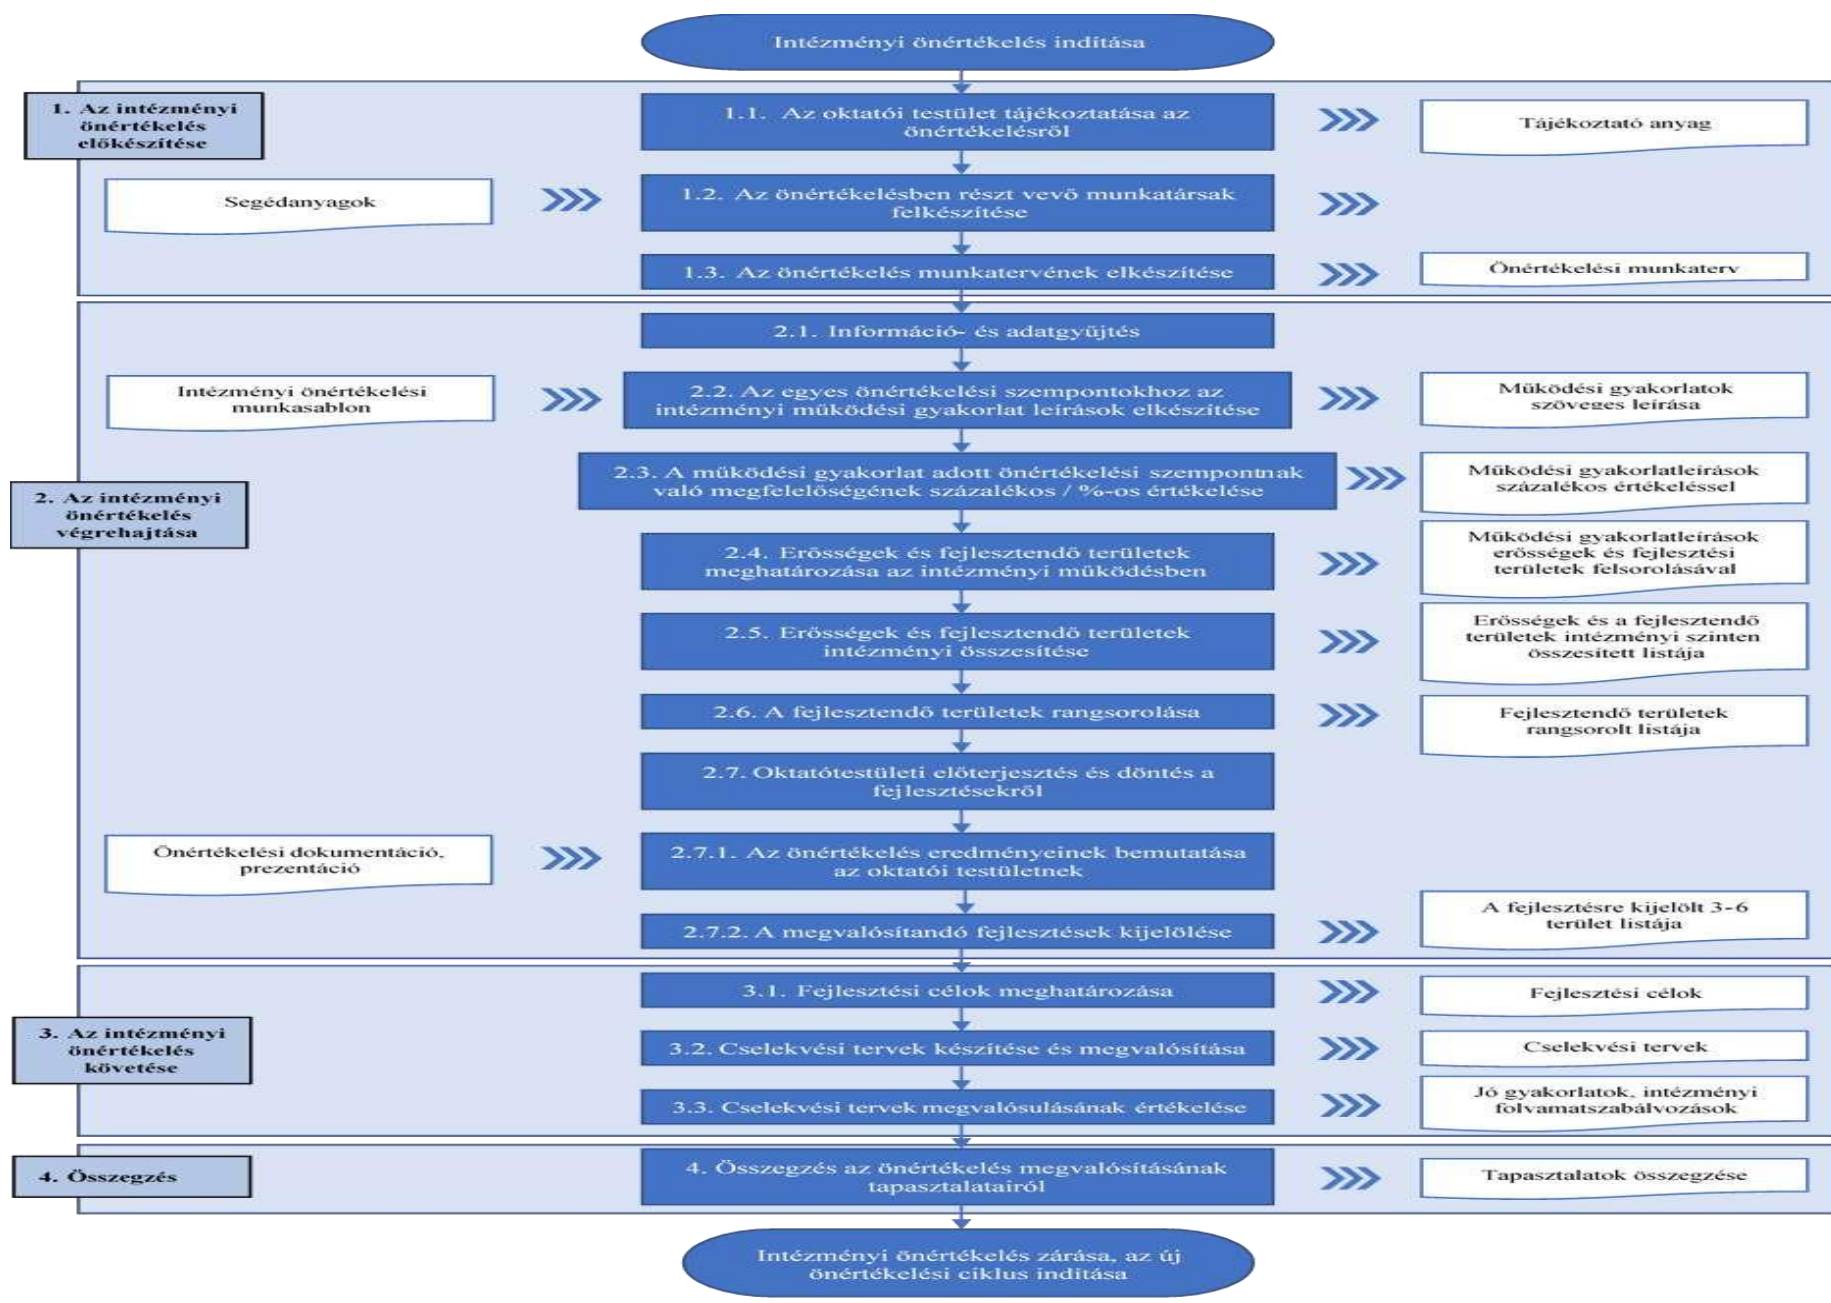 Intézményi önértékelés indítása
1. Az intézményi
önértékelés
előkészítése
1.1. Az oktatói testület tájékoztatása az
önértékelésről
Tájékoztató anyag
Segédanyagok
1.2. Az önértékelésben részt vevő munkatársak
felkészítése
1.3. Az önértékelés munkatervének elkészítése
Önértékelési munkaterv
2. Az intézményi
önértékelés
végrehajtása
2.1. Információ- és adatgyűjtés
Intézményi önértékelési
munkasablon
2.2. Az egyes önértékelési szempontokhoz az
intézményi működési gyakorlat leírások elkészítése
Működési gyakorlatok
szöveges leírása
2.3. A működési gyakorlat adott önértékelési szempontnak
való megfelelőségének százalékos / %-os értékelése
Működési gyakorlatleírások
százalékos értékeléssel
2.4. Erősségek és fejlesztendő területek
meghatározása az intézményi működésben
Működési gyakorlatleírások
erősségek és fejlesztési
területek felsorolásával
2.5. Erősségek és fejlesztendő területek
intézményi összesítése
Erősségek és a fejlesztendő
területek intézményi szinten
összesített listája
2.6. A fejlesztendő területek rangsorolása
Fejlesztendő területek
rangsorolt listája
2.7. Oktatótestületi előterjesztés és döntés a
fejlesztésekről
Önértékelési dokumentáció,
prezentáció
2.7.1. Az önértékelés eredményeinek bemutatása
az oktatói testületnek
2.7.2. A megvalósítandó fejlesztések kijelölése
A fejlesztésre kijelölt 3-6
terület listája
3. Az intézményi
önértékelés
követése
3.1. Fejlesztési célok meghatározása
Fejlesztési célok
3.2. Cselekvési tervek készítése és megvalósítása
Cselekvési tervek
3.3. Cselekvési tervek megvalósulásának értékelése
Jó gyakorlatok, intézményi
folyamatszabályozások
4. Összegzés
4. Összegzés az önértékelés megvalósításának
tapasztalatairól
Tapasztalatok összegzése
Intézményi önértékelés zárása, az új
önértékelési ciklus indítása